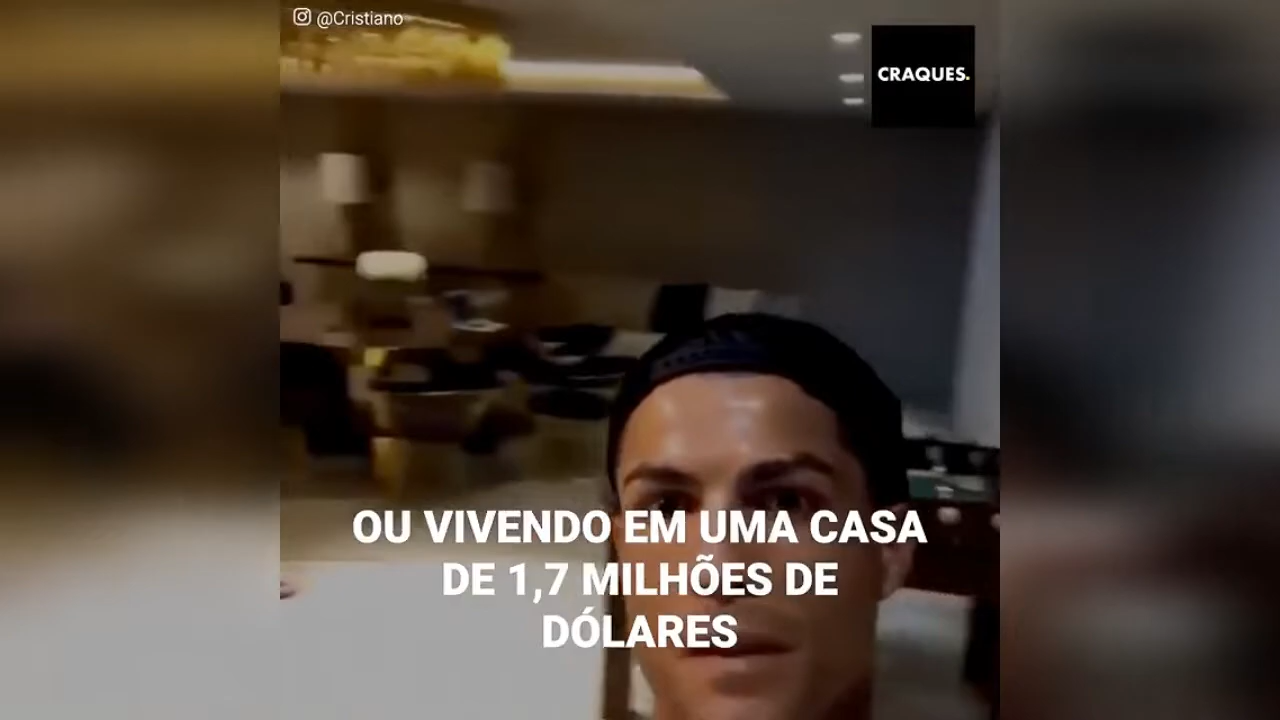 @Cristiano
CRAQUES.
OU VIVENDO EM UMA CASA
DE 1,7 MILHÕES DE
DÓLARES